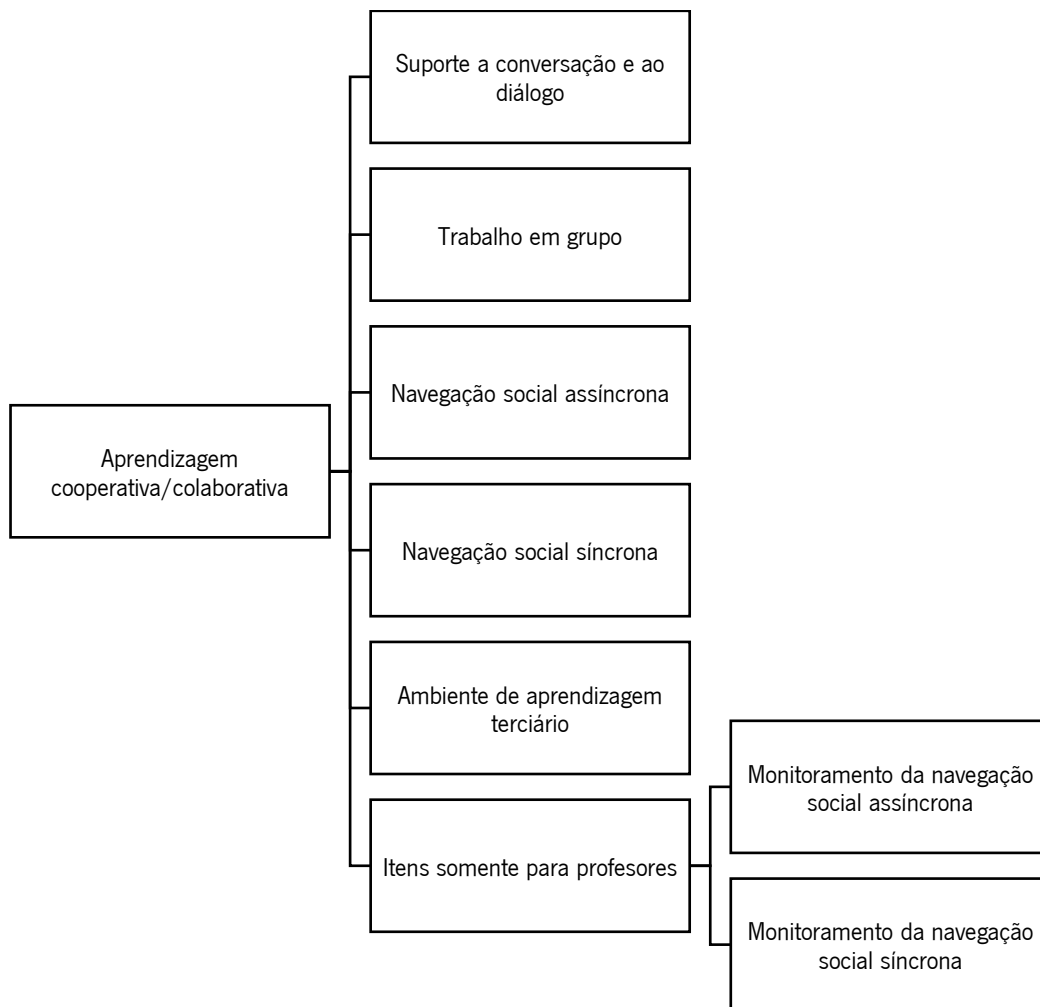 Suporte a conversação e ao
diálogo
Trabalho em grupo
Navegação social assíncrona
Aprendizagem
cooperativa/colaborativa
Navegação social síncrona
Ambiente de aprendizagem
terciário
Monitoramento da navegação
social assíncrona
Itens somente para profesores
Monitoramento da navegação
social síncrona